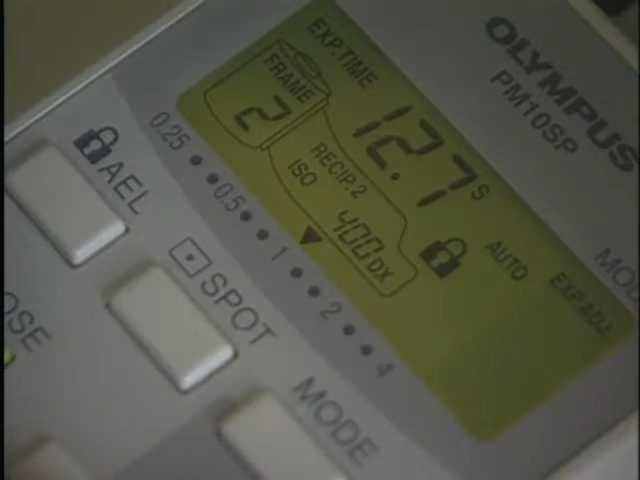 OLYMPUS
PM10SP
EXP.TIME
FRAME
2
12.7 S
RECIP.2
ISO
400 DX
AUTO
EXP.ADJ.
0.25
0.5
1
2
4
AEL
SPOT
MODE